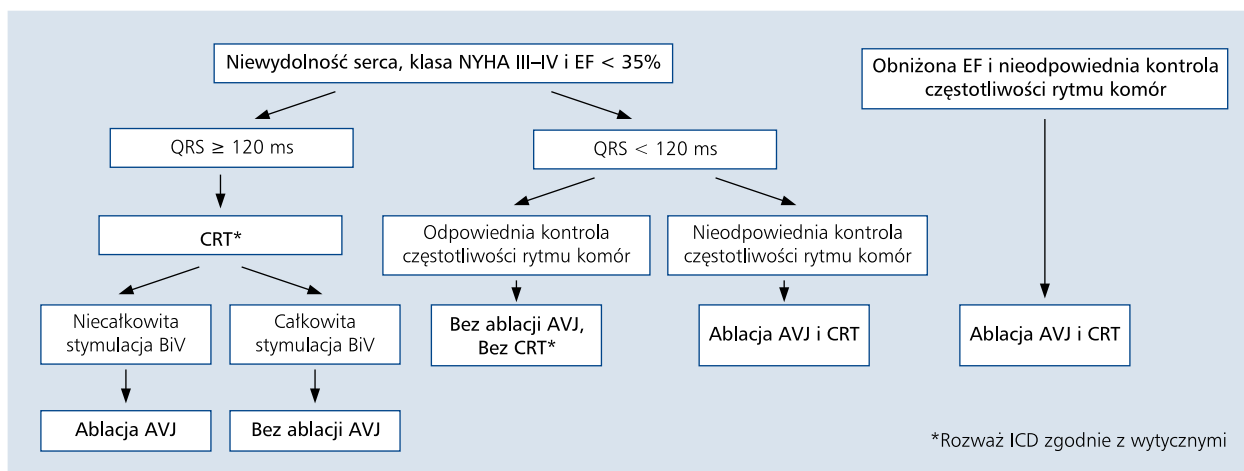 Niewydolność serca, klasa NYHA III–IV i EF < 35%
Obniżona EF i nieodpowiednia kontrola
częstotliwości rytmu komór
QRS ≥ 120 ms
QRS < 120 ms
CRT*
Odpowiednia kontrola
częstotliwości rytmu komór
Nieodpowiednia kontrola
częstotliwości rytmu komór
Niecałkowita
stymulacja BiV
Całkowita
stymulacja BiV
Bez ablacji AVJ,
Bez CRT*
Ablacja AVJ i CRT
Ablacja AVJ i CRT
Ablacja AVJ
Bez ablacji AVJ
*Rozważ ICD zgodnie z wytycznymi